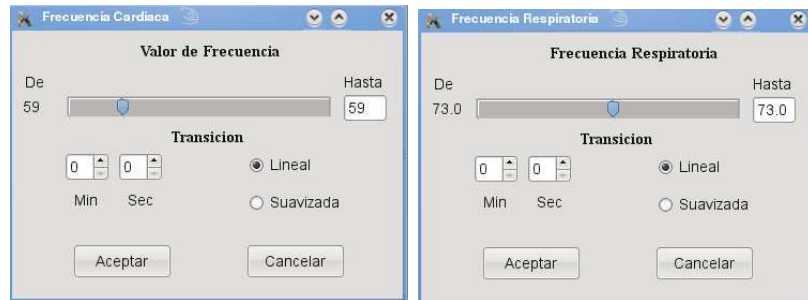 Frecuencia Cardiaca
Valor de Frecuencia
De Hasta
59 59
Transicion
0 0 Lineal
Min Sec Suavizada
Aceptar Cancelar
Frecuencia Respiratoria
Frecuencia Respiratoria
De Hasta
73.0 73.0
Transicion
0 0 Lineal
Min Sec Suavizada
Aceptar Cancelar